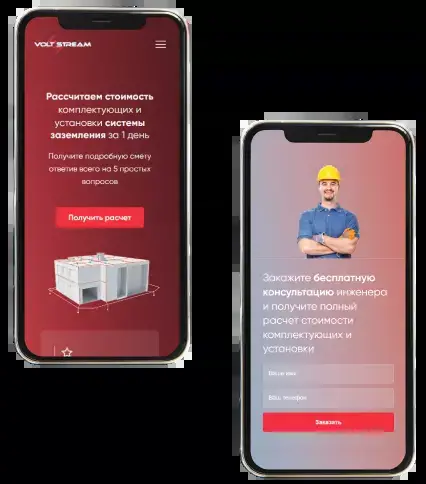 VOLT STREAM
Рассчитаем стоимость
комплектующих и
установки системы
заземления за 1 день
Получите подробную смету
ответив всего на 5 простых
вопросов
Получить расчет
Закажите бесплатную
консультацию инженера
и получите полный
расчет стоимости
комплектующих и
установки
Ваше имя
Ваш телефон
Заказать